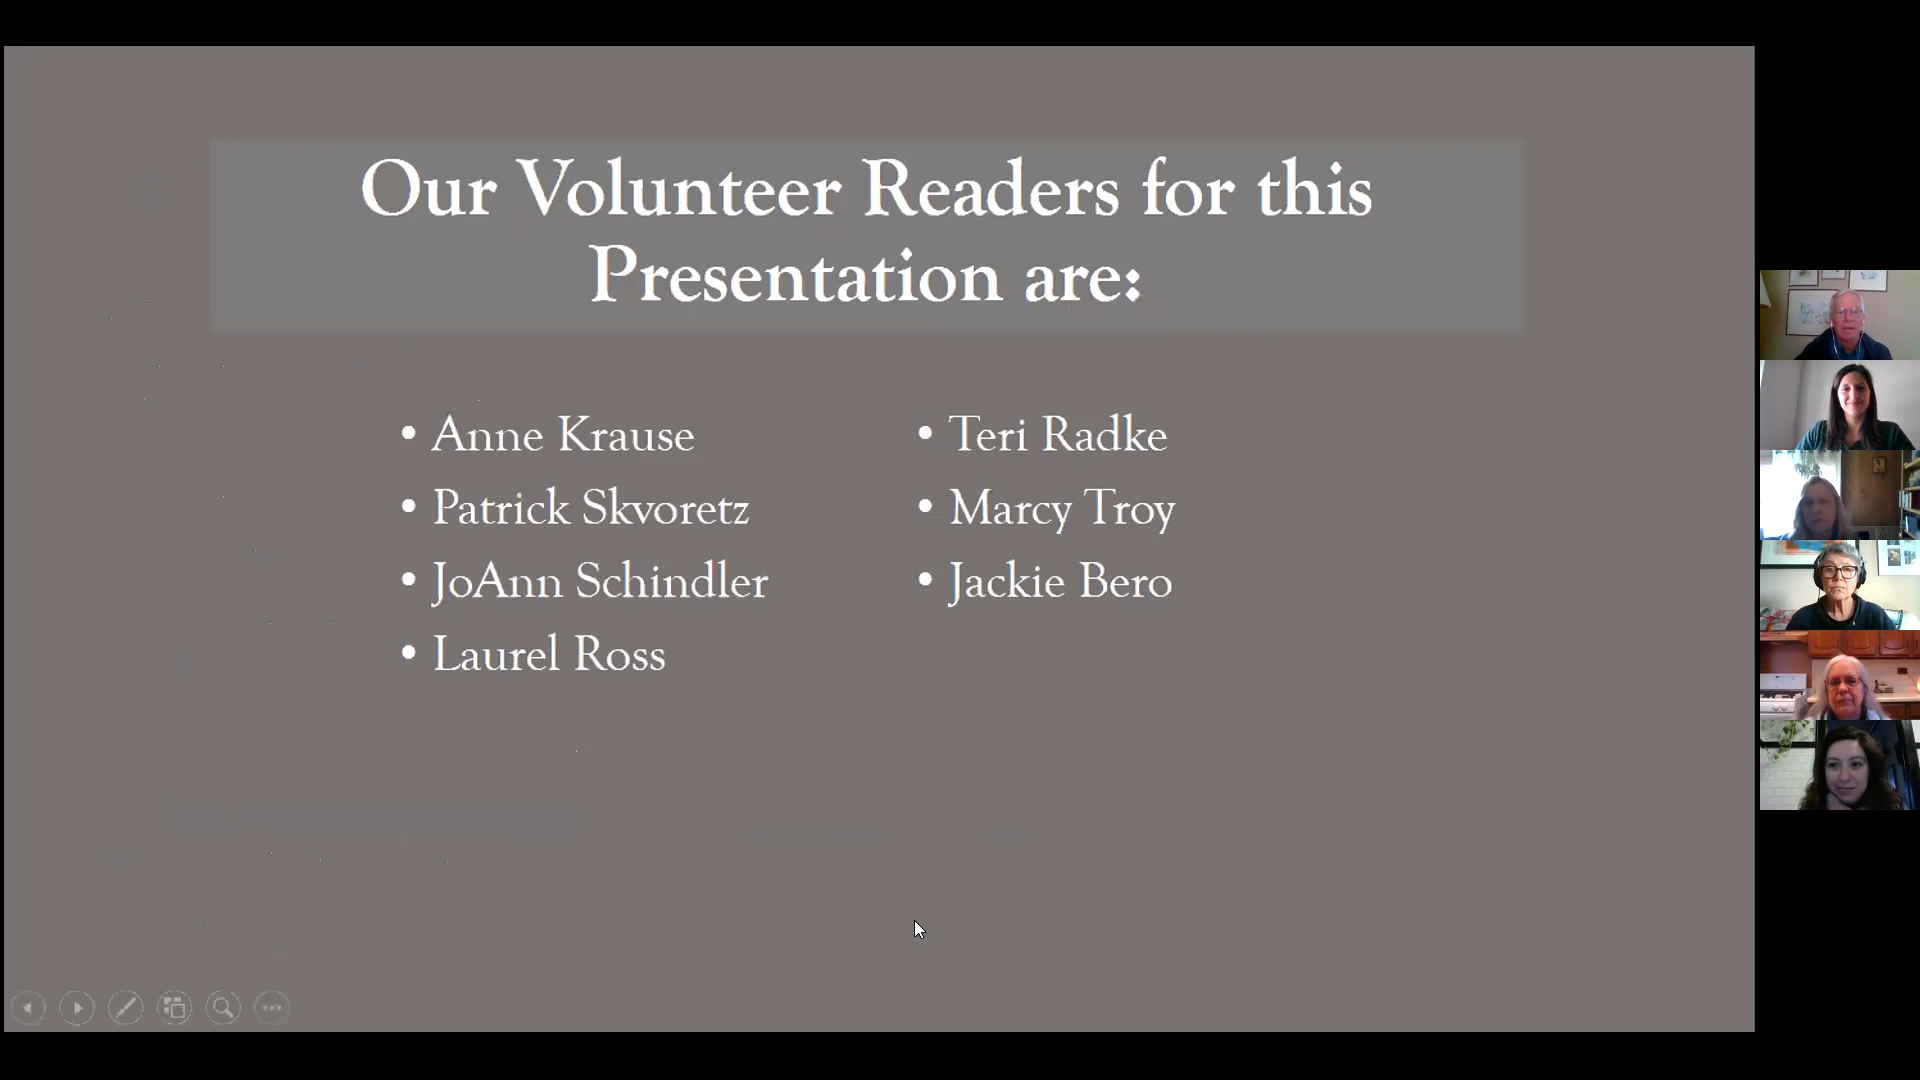 Our Volunteer Readers for this
Presentation are:
• Anne Krause
• Patrick Skvoretz
• JoAnn Schindler
• Laurel Ross
• Teri Radke
• Marcy Troy
• Jackie Bero